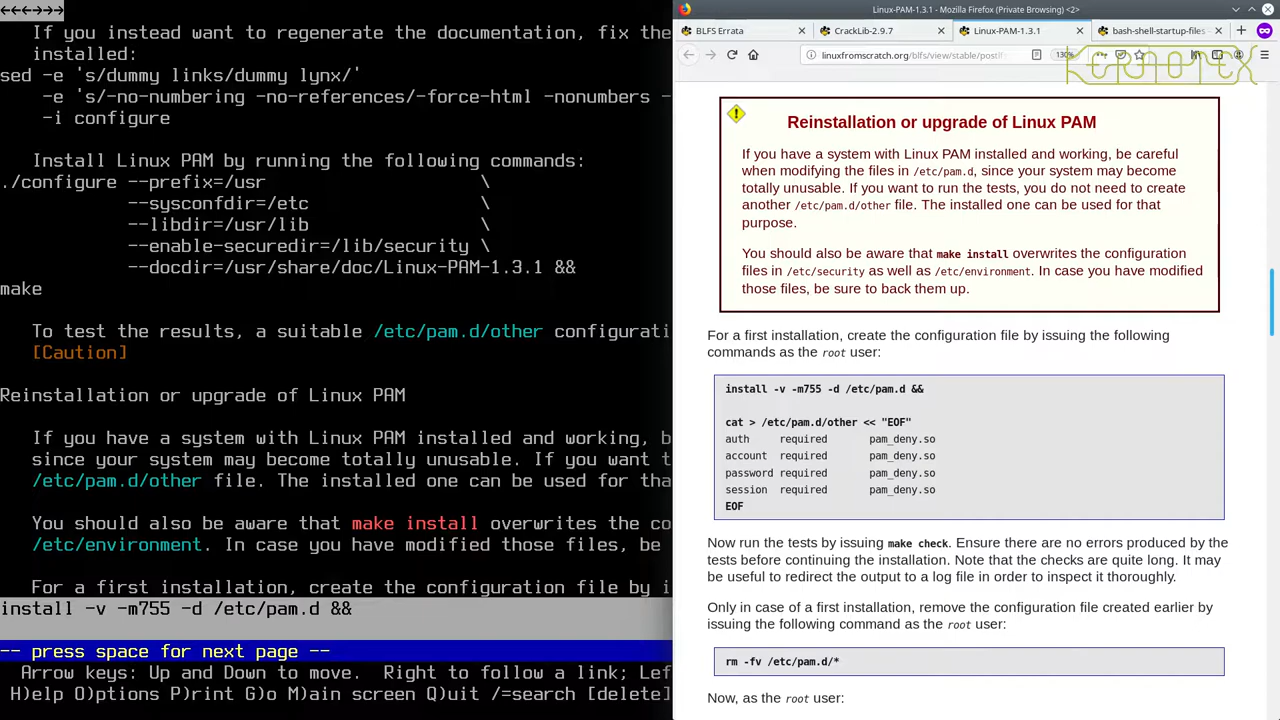 ←←←→→→
If you instead want to regenerate the documentation, fix the
installed:
sed -e 's/dummy links/dummy lynx/'
-e 's/-no-numbering -no-references/-force-html -nonumbers -
-i configure
Install Linux PAM by running the following commands:
./configure --prefix=/usr \
--sysconfdir=/etc \
--libdir=/usr/lib \
--enable-securedir=/lib/security \
--docdir=/usr/share/doc/Linux-PAM-1.3.1 &&
make
To test the results, a suitable /etc/pam.d/other configurati
[Caution]
Reinstallation or upgrade of Linux PAM
If you have a system with Linux PAM installed and working, b
since your system may become totally unusable. If you want t
/etc/pam.d/other file. The installed one can be used for tha
You should also be aware that make install overwrites the co
/etc/environment. In case you have modified those files, be
For a first installation, create the configuration file by i
install -v -m755 -d /etc/pam.d &&
-- press space for next page --
Arrow keys: Up and Down to move. Right to follow a link; Lef
H)elp O)ptions P)rint G)o M)ain screen Q)uit /=search [delete]
Linux-PAM-1.3.1 - Mozilla Firefox (Private Browsing) <2>
BLFS Errata
CrackLib-2.9.7
Linux-PAM-1.3.1
bash-shell-startup-files
linuxfromscratch.org/blfs/view/stable/postlf
130%
KERNOTEX
Reinstallation or upgrade of Linux PAM
If you have a system with Linux PAM installed and working, be careful
when modifying the files in /etc/pam.d, since your system may become
totally unusable. If you want to run the tests, you do not need to create
another /etc/pam.d/other file. The installed one can be used for that
purpose.
You should also be aware that make install overwrites the configuration
files in /etc/security as well as /etc/environment. In case you have modified
those files, be sure to back them up.
For a first installation, create the configuration file by issuing the following
commands as the root user:
install -v -m755 -d /etc/pam.d &&
cat > /etc/pam.d/other << "EOF"
auth required pam_deny.so
account required pam_deny.so
password required pam_deny.so
session required pam_deny.so
EOF
Now run the tests by issuing make check. Ensure there are no errors produced by the
tests before continuing the installation. Note that the checks are quite long. It may
be useful to redirect the output to a log file in order to inspect it thoroughly.
Only in case of a first installation, remove the configuration file created earlier by
issuing the following command as the root user:
rm -fv /etc/pam.d/*
Now, as the root user: